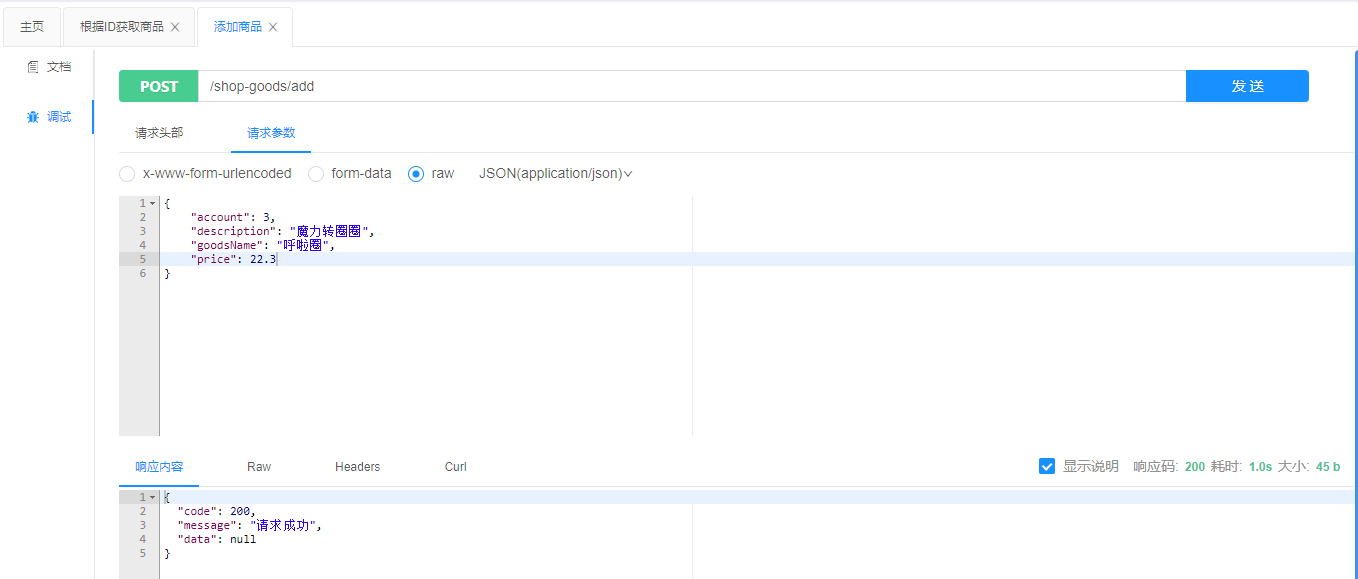 主页 根据ID获取商品 添加商品
文档
调试
POST /shop-goods/add 发 送
请求头部 请求参数
x-www-form-urlencoded form-data raw JSON(application/json)
1 {
2 "account": 3,
3 "description": "魔力转圈圈",
4 "goodsName": "呼啦圈",
5 "price": 22.3
6 }
响应内容 Raw Headers Curl 显示说明 响应码: 200 耗时: 1.0s 大小: 45 b
1 {
2 "code": 200,
3 "message": "请求成功",
4 "data": null
5 }